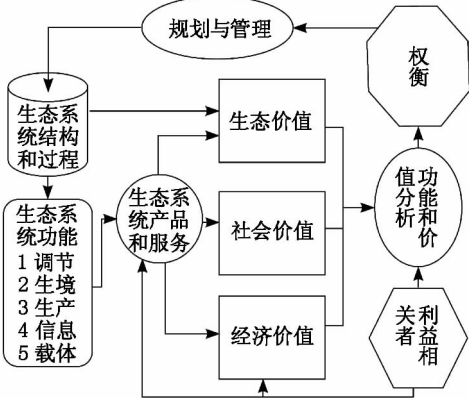 规划与管理
权
衡
生态系
统结构
和过程
生态价值
生态系
统功能
1 调节
2 生境
3 生产
4 信息
5 载体
生态系
统产品
和服务
社会价值
经济价值
功能和价
值分析
利益相
关者